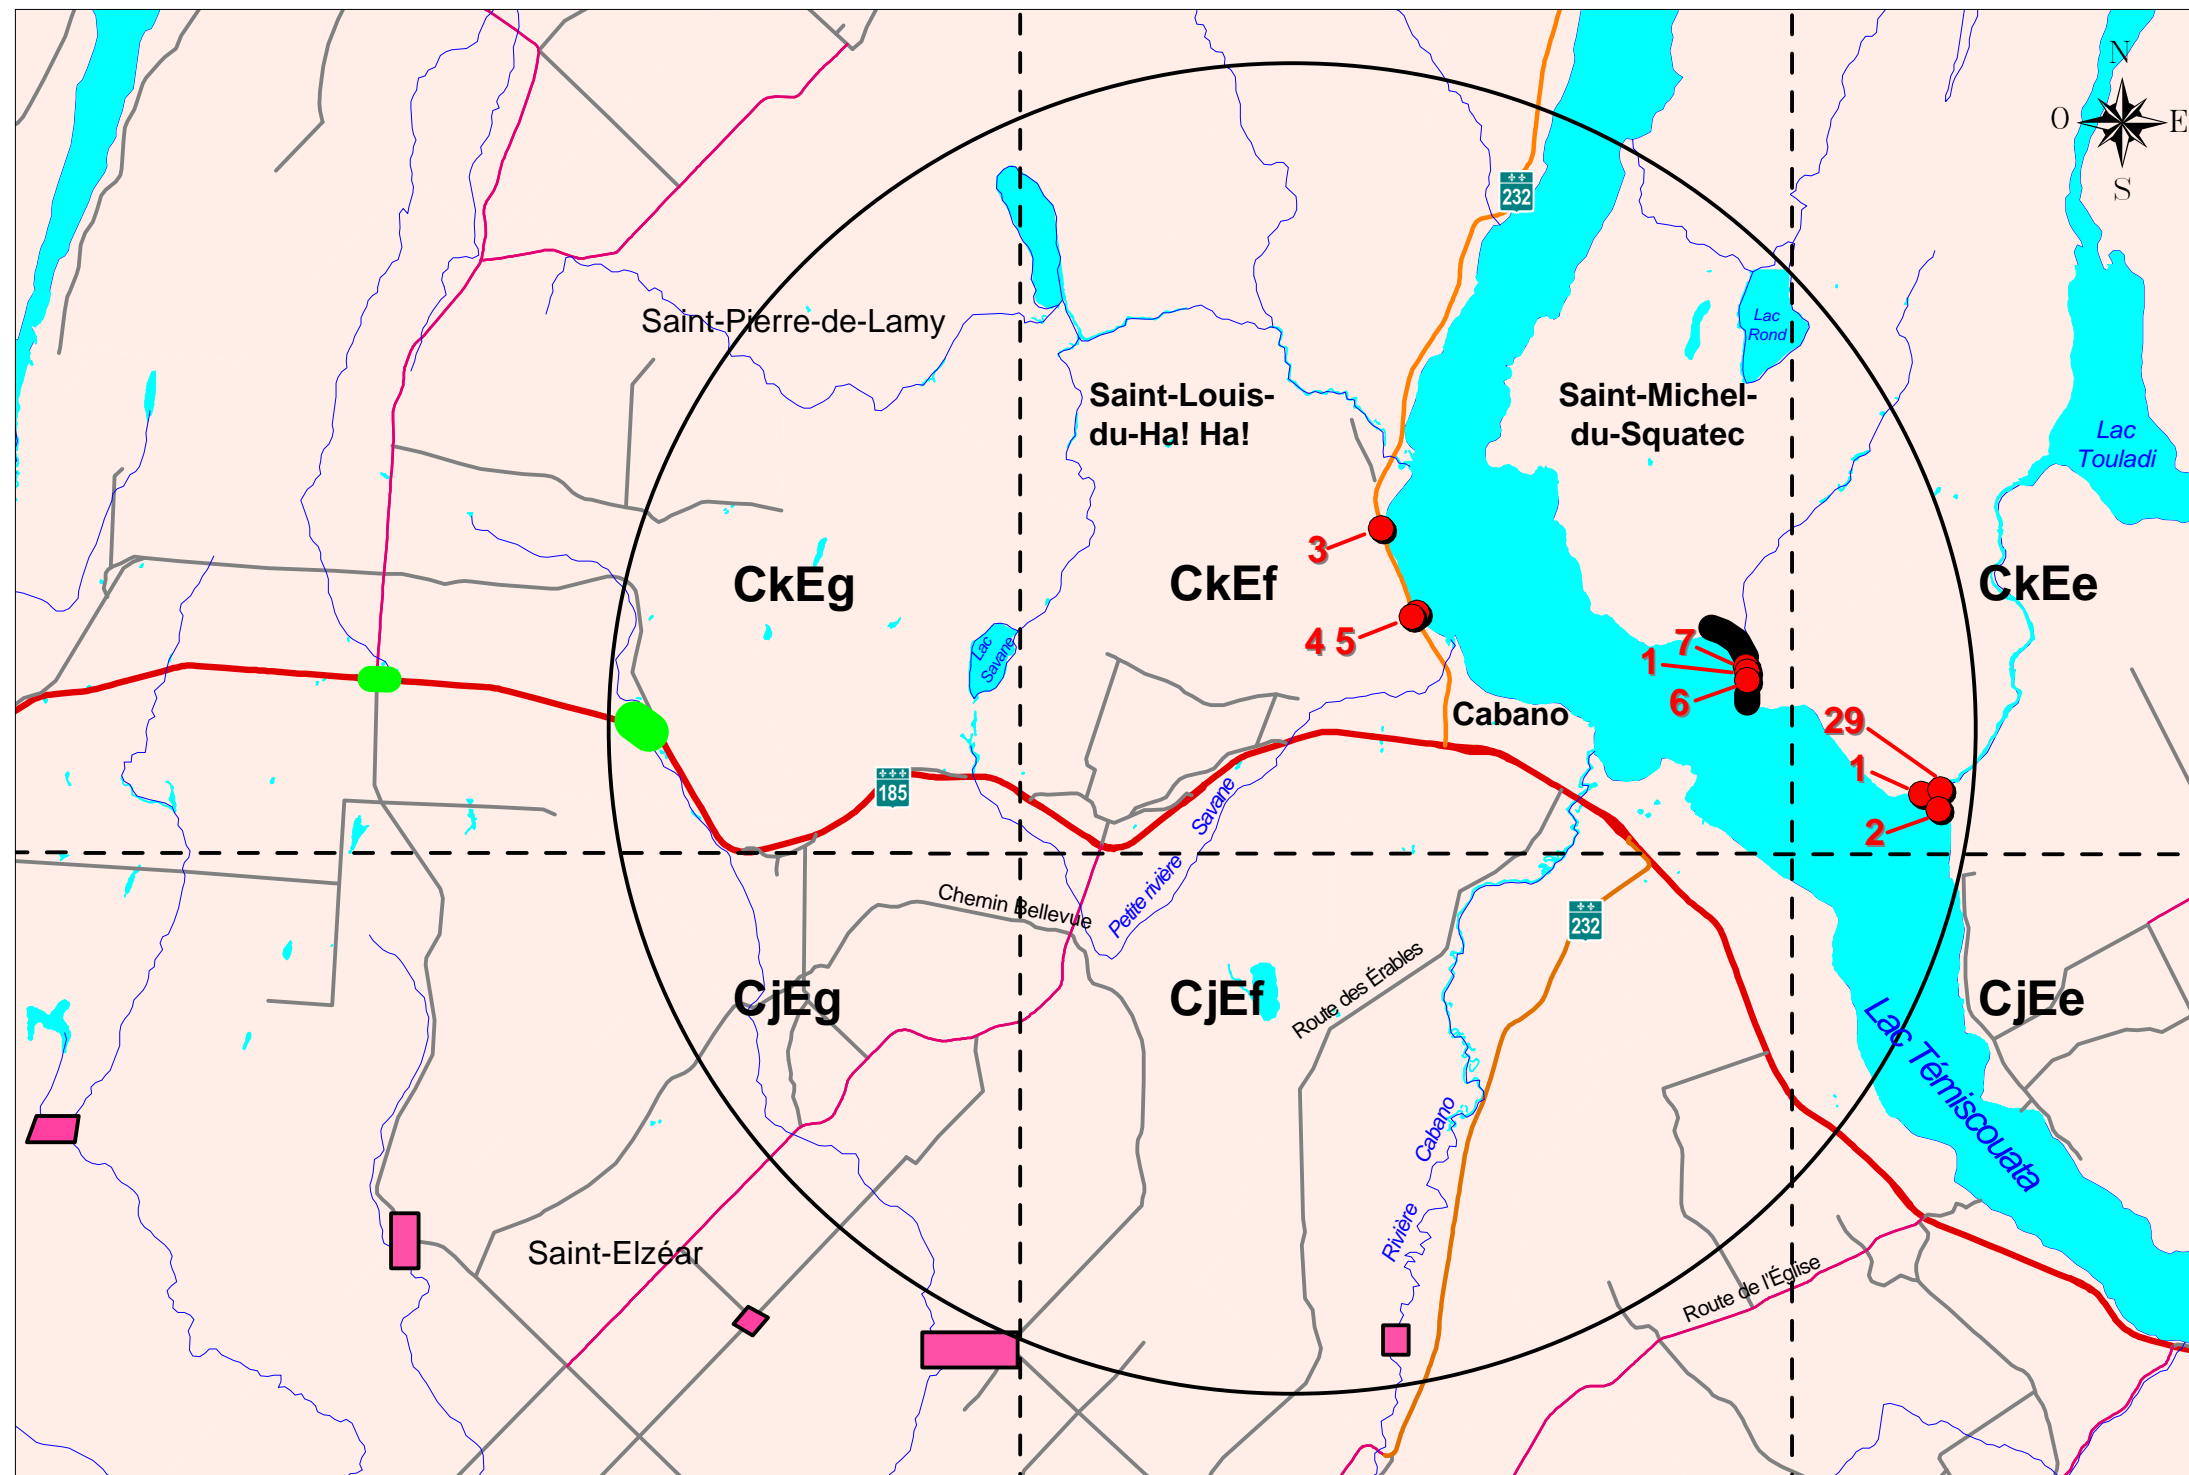 N
O
E
S
232
Saint-Pierre-de-Lamy
Lac
Rond
Saint-Louis-
du-Ha! Ha!
Saint-Michel-
du-Squatec
Lac
Touladi
3
CkEg
CkEf
CkEe
4 5
7
1
6
Lac
Savane
Cabano
29
1
2
185
Petite rivière Savane
Chemin Bellevue
232
Route des Érables
CjEg
CjEf
CjEe
Lac Témiscouata
Rivière Cabano
Saint-Elzéar
Route de l'Église